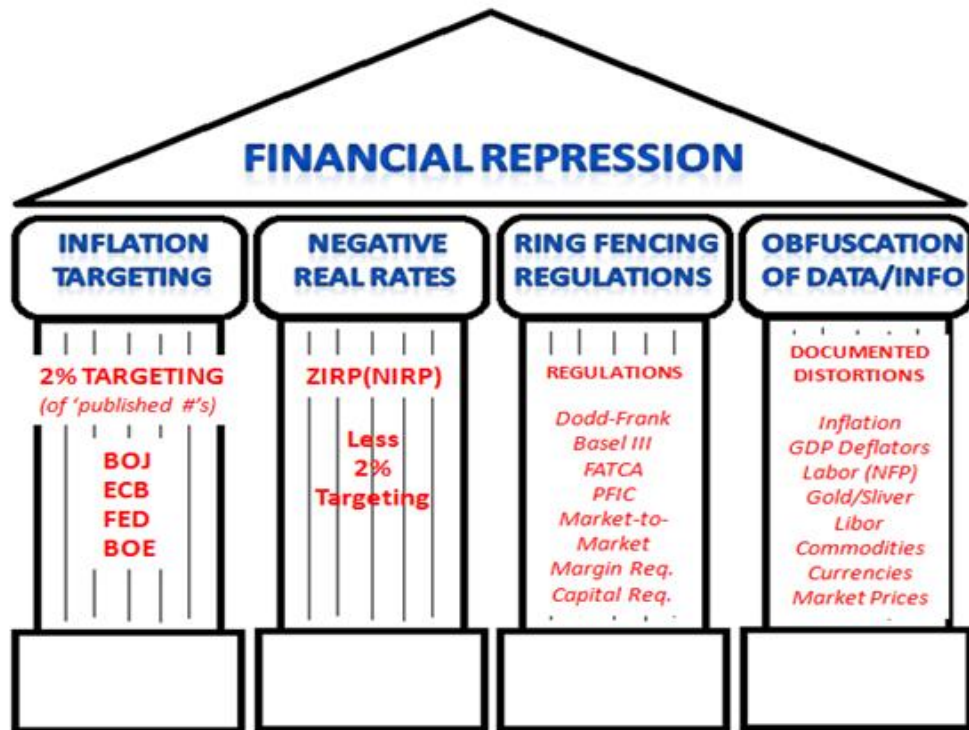 FINANCIAL REPRESSION
INFLATION
TARGETING
2% TARGETING
(of 'published #'s)
BOJ
ECB
FED
BOE
NEGATIVE
REAL RATES
ZIRP(NIRP)
Less
2%
Targeting
RING FENCING
REGULATIONS
REGULATIONS
Dodd-Frank
Basel III
FATCA
PFIC
Market-to-
Market
Margin Req.
Capital Req.
OBFUSCATION
OF DATA/INFO
DOCUMENTED
DISTORTIONS
Inflation
GDP Deflators
Labor (NFP)
Gold/Sliver
Libor
Commodities
Currencies
Market Prices